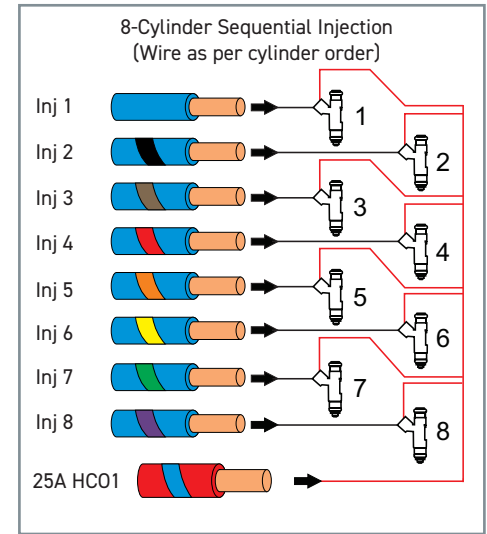 8-Cylinder Sequential Injection
(Wire as per cylinder order)
Inj 1
1
Inj 2
2
Inj 3
3
Inj 4
4
Inj 5
5
Inj 6
6
Inj 7
7
Inj 8
8
25A HCO1